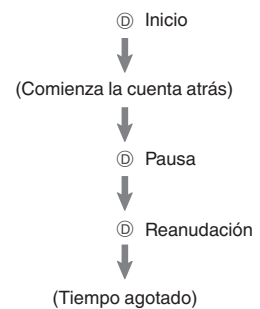 Ⓓ Inicio
(Comienza la cuenta atrás)
Ⓓ Pausa
Ⓓ Reanudación
(Tiempo agotado)